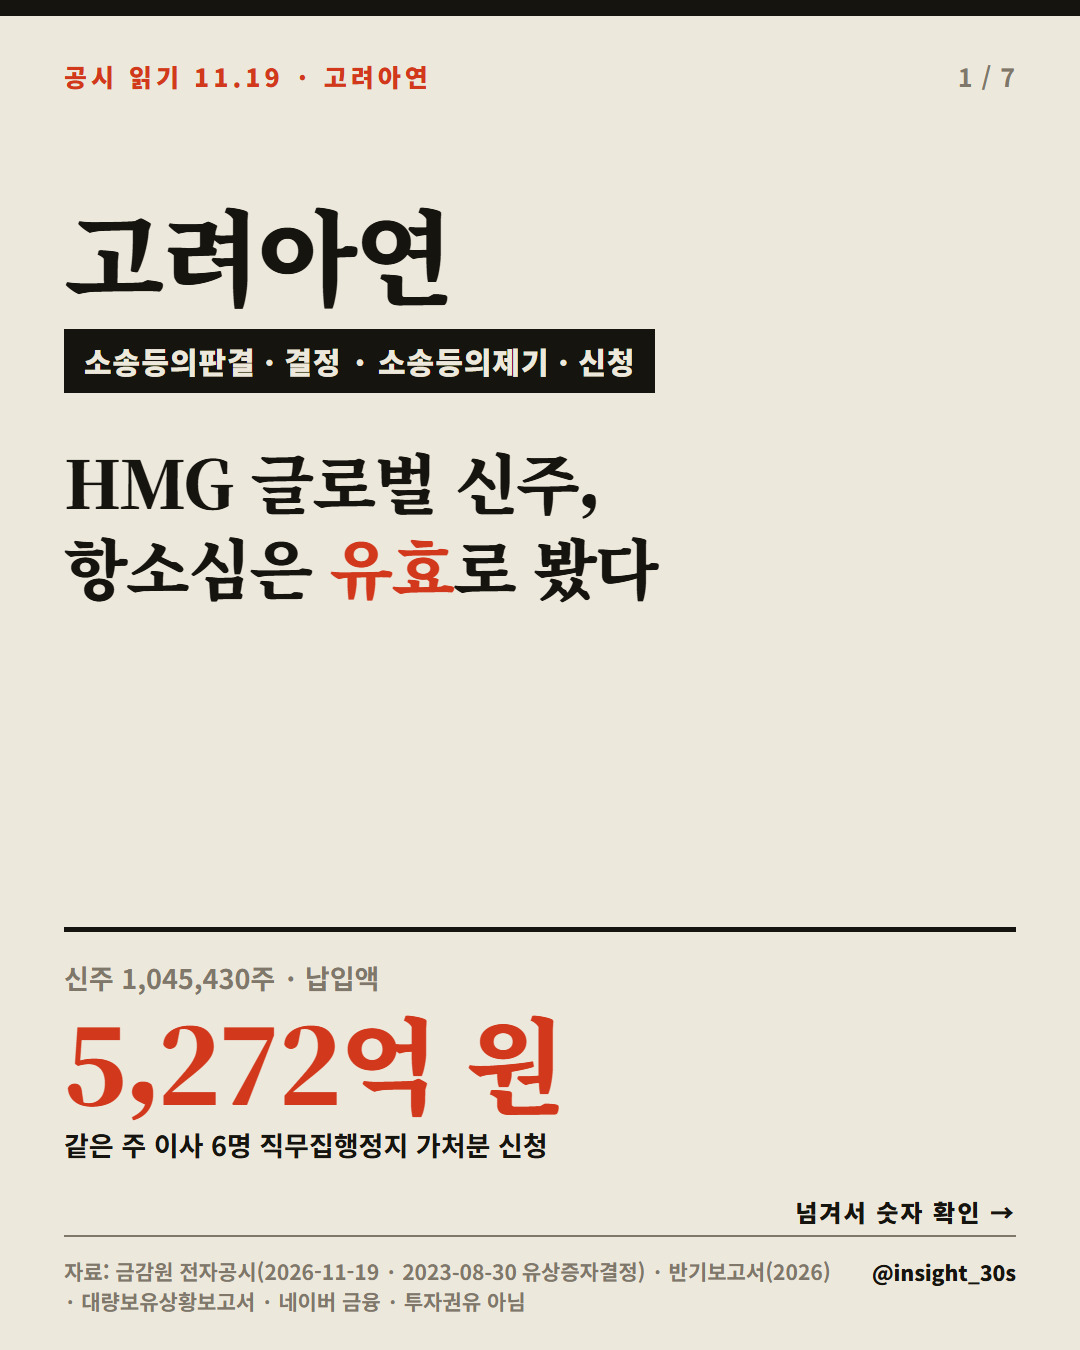 공시 읽기 11.19 · 고려아연
1 / 7
고려아연
소송등의판결 · 결정 · 소송등의제기 · 신청
HMG 글로벌 신주,
항소심은 유효로 봤다
신주 1,045,430주 · 납입액
5,272억 원
같은 주 이사 6명 직무집행정지 가처분 신청
넘겨서 숫자 확인 →
자료: 금감원 전자공시(2026-11-19 · 2023-08-30 유상증자결정) · 반기보고서(2026)
· 대량보유상황보고서 · 네이버 금융 · 투자권유 아님
@insight_30s